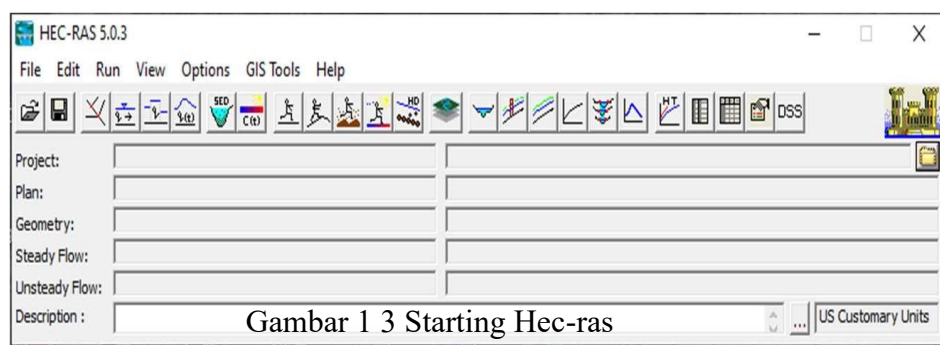 HEC-RAS 5.0.3
File Edit Run View Options GIS Tools Help
SED C(t) HD HT DSS
Project:
Plan:
Geometry:
Steady Flow:
Unsteady Flow:
Description : Gambar 1 3 Starting Hec-ras ... US Customary Units